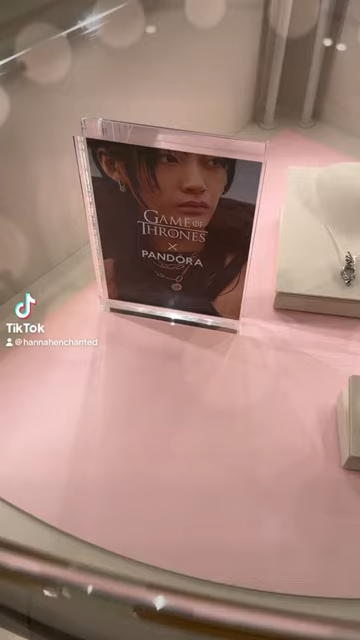 GAME OF
THRONES
X
PANDORA
TikTok
@hannahenchanted